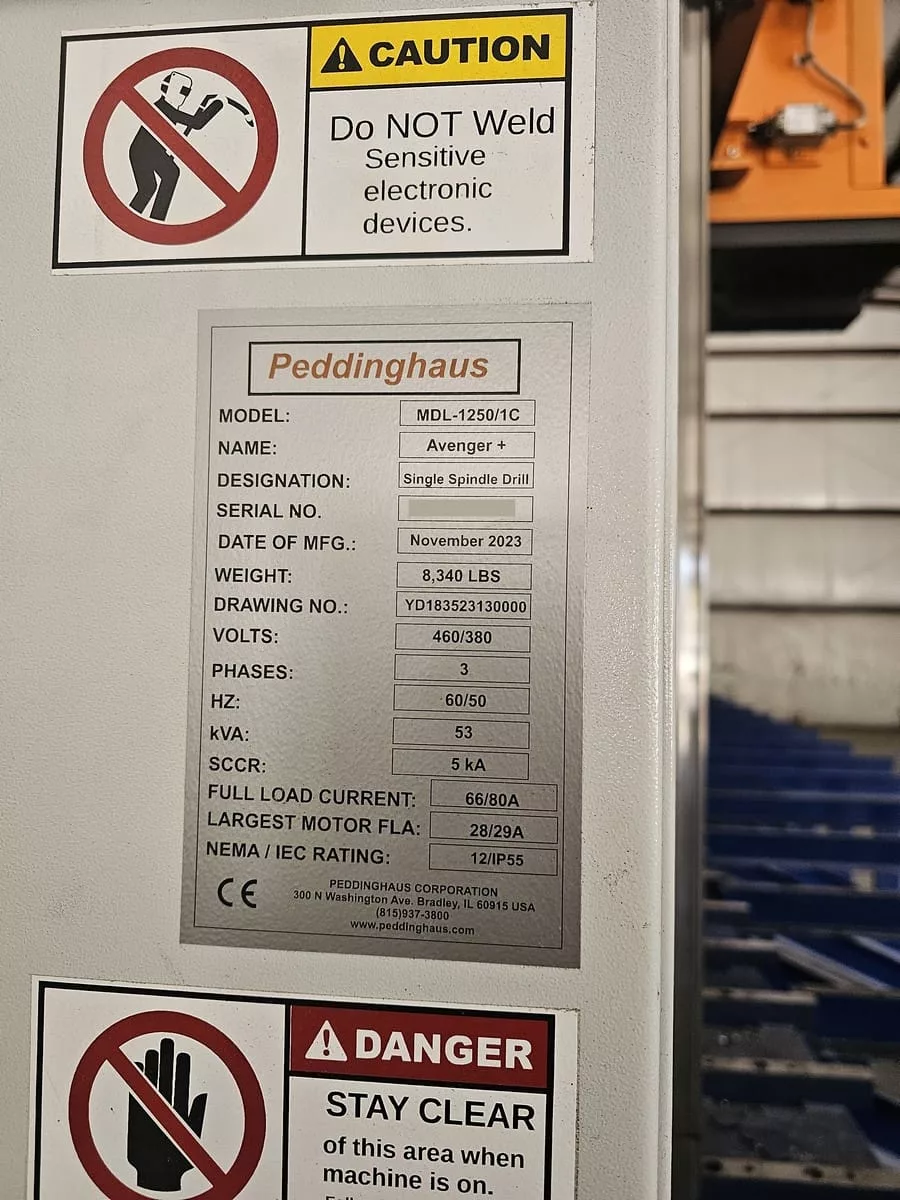 CAUTION
Do NOT Weld
Sensitive
electronic
devices.
Peddinghaus
MODEL: MDL-1250/1C
NAME: Avenger +
DESIGNATION: Single Spindle Drill
SERIAL NO.
DATE OF MFG.: November 2023
WEIGHT: 8,340 LBS
DRAWING NO.: YD183523130000
VOLTS: 460/380
PHASES: 3
HZ: 60/50
kVA: 53
SCCR: 5 kA
FULL LOAD CURRENT: 66/80A
LARGEST MOTOR FLA: 28/29A
NEMA / IEC RATING: 12/IP55
CE
PEDDINGHAUS CORPORATION
300 N Washington Ave. Bradley, IL 60915 USA
(815)937-3800
www.peddinghaus.com
DANGER
STAY CLEAR
of this area when
machine is on.